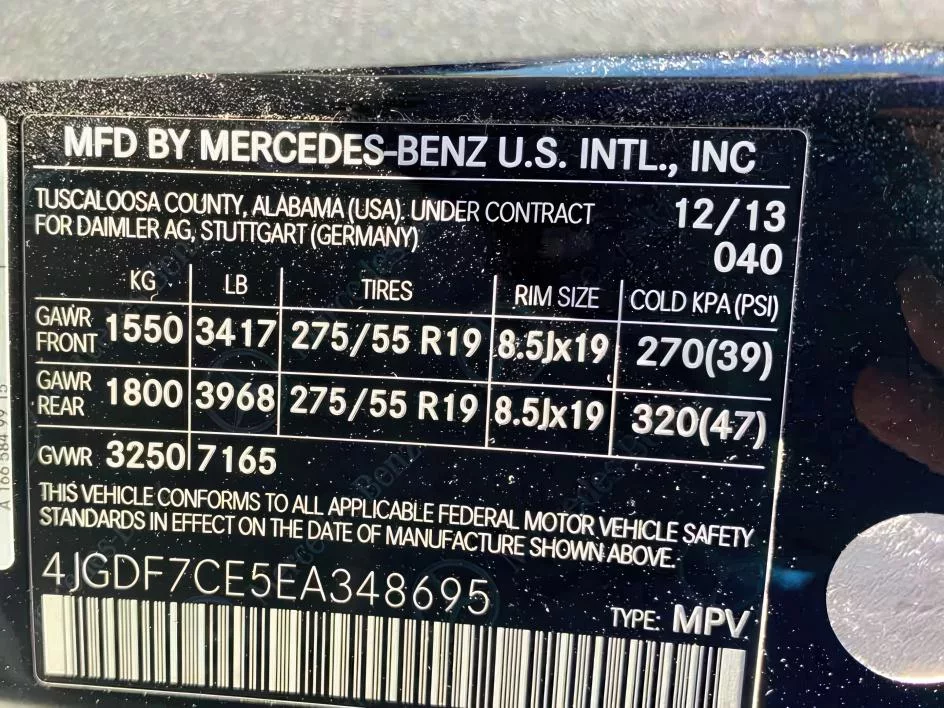 MFD BY MERCEDES-BENZ U.S. INTL., INC
TUSCALOOSA COUNTY, ALABAMA (USA). UNDER CONTRACT
FOR DAIMLER AG, STUTTGART (GERMANY)
12/13
040
KG LB TIRES RIM SIZE COLD KPA (PSI)
GAWR FRONT 1550 3417 275/55 R19 8.5Jx19 270(39)
GAWR REAR 1800 3968 275/55 R19 8.5Jx19 320(47)
GVWR 3250 7165
THIS VEHICLE CONFORMS TO ALL APPLICABLE FEDERAL MOTOR VEHICLE SAFETY
STANDARDS IN EFFECT ON THE DATE OF MANUFACTURE SHOWN ABOVE.
4JGDF7CE5EA348695
TYPE: MPV
A 166 584 99 15